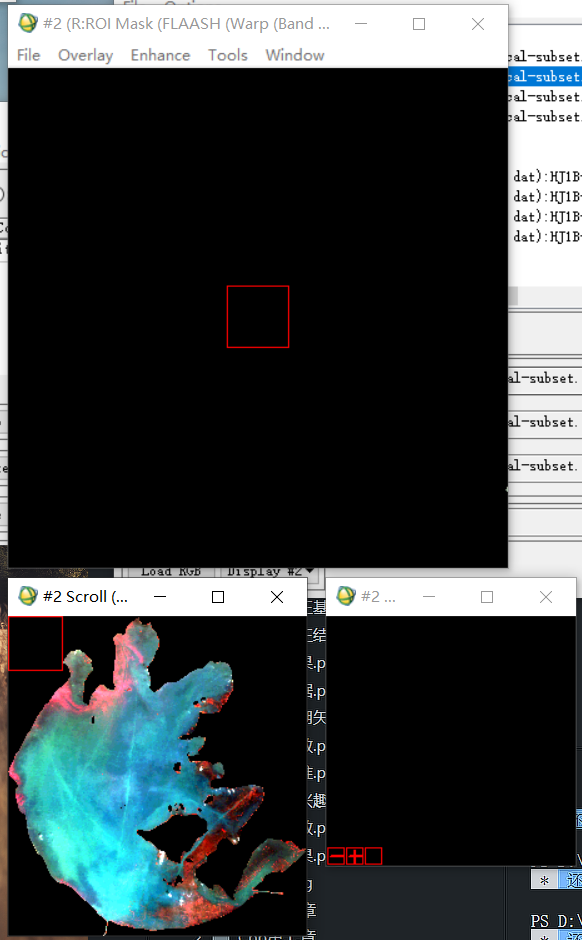 #2 (R:ROI Mask (FLAASH (Warp (Band ...
File Overlay Enhance Tools Window
cal-subset.
cal-subset.
cal-subset.
cal-subset.
dat):HJ1B
dat):HJ1B
dat):HJ1B
dat):HJ1B
al-subset.
al-subset.
al-subset.
Load RGB Display #2
#2 Scroll (...
#2 ...
PS D:\
* 还